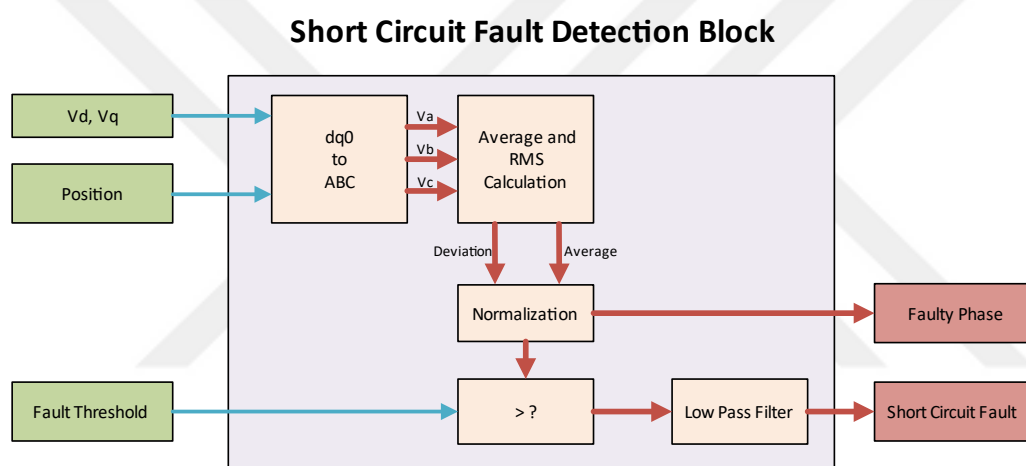 Short Circuit Fault Detection Block
Vd, Vq
Position
dq0
to
ABC
Va
Vb
Vc
Average and
RMS
Calculation
Deviation
Average
Normalization
Faulty Phase
Fault Threshold
> ?
Low Pass Filter
Short Circuit Fault